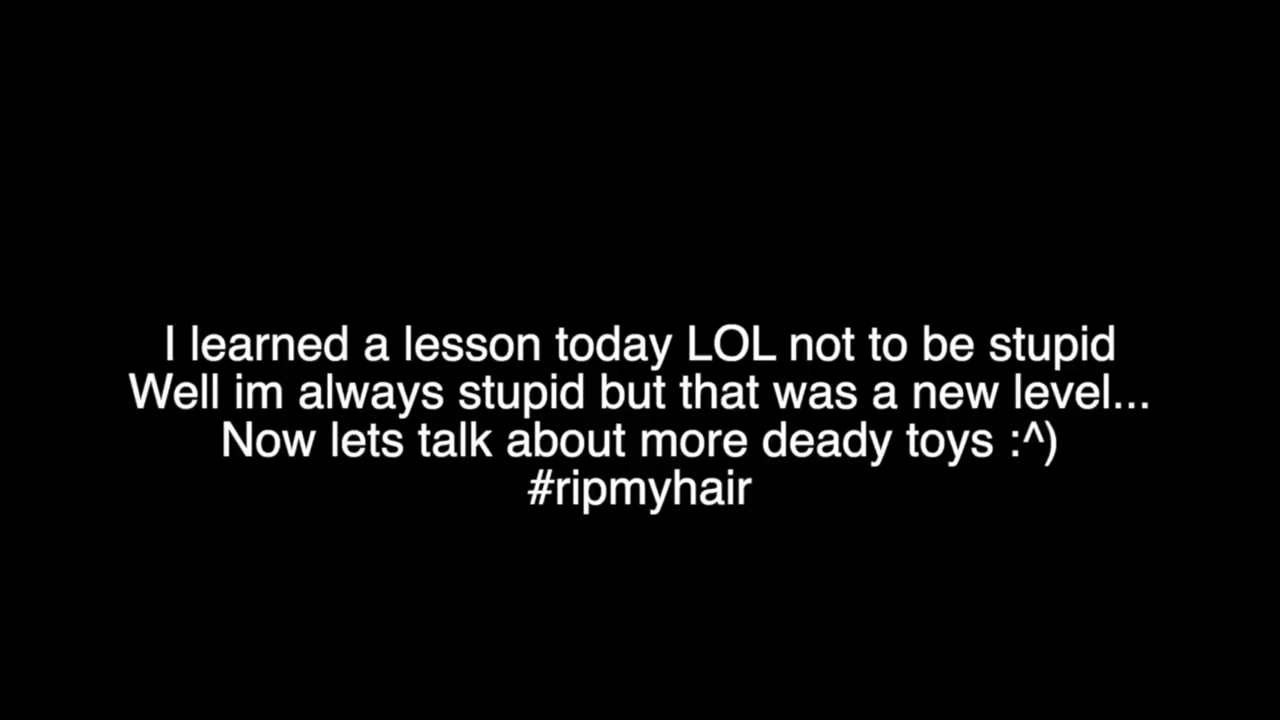 I learned a lesson today LOL not to be stupid
Well im always stupid but that was a new level...
Now lets talk about more deady toys :^)
#ripmyhair